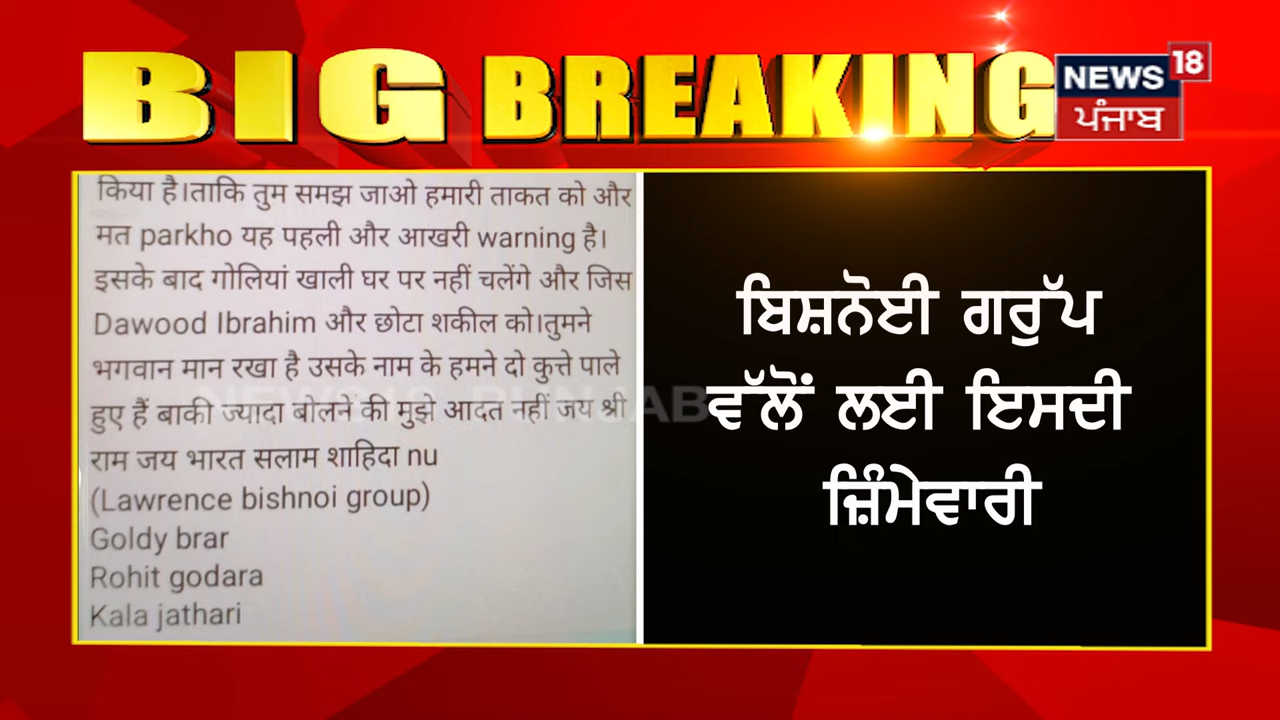 BIG BREAKING
NEWS 18
ਪੰਜਾਬ
किया है।ताकि तुम समझ जाओ हमारी ताकत को और
मत parkho यह पहली और आखरी warning है।
इसके बाद गोलियां खाली घर पर नहीं चलेंगे और जिस
Dawood Ibrahim और छोटा शकील को।तुमने
भगवान मान रखा है उसके नाम के हमने दो कुत्ते पाले
हुए हैं बाकी ज्यादा बोलने की मुझे आदत नहीं जय श्री
राम जय भारत सलाम शाहिदा nu
(Lawrence bishnoi group)
Goldy brar
Rohit godara
Kala jathari
ਬਿਸ਼ਨੋਈ ਗਰੁੱਪ
ਵੱਲੋਂ ਲਈ ਇਸਦੀ
ਜ਼ਿੰਮੇਵਾਰੀ
NEWS18 PUNJAB